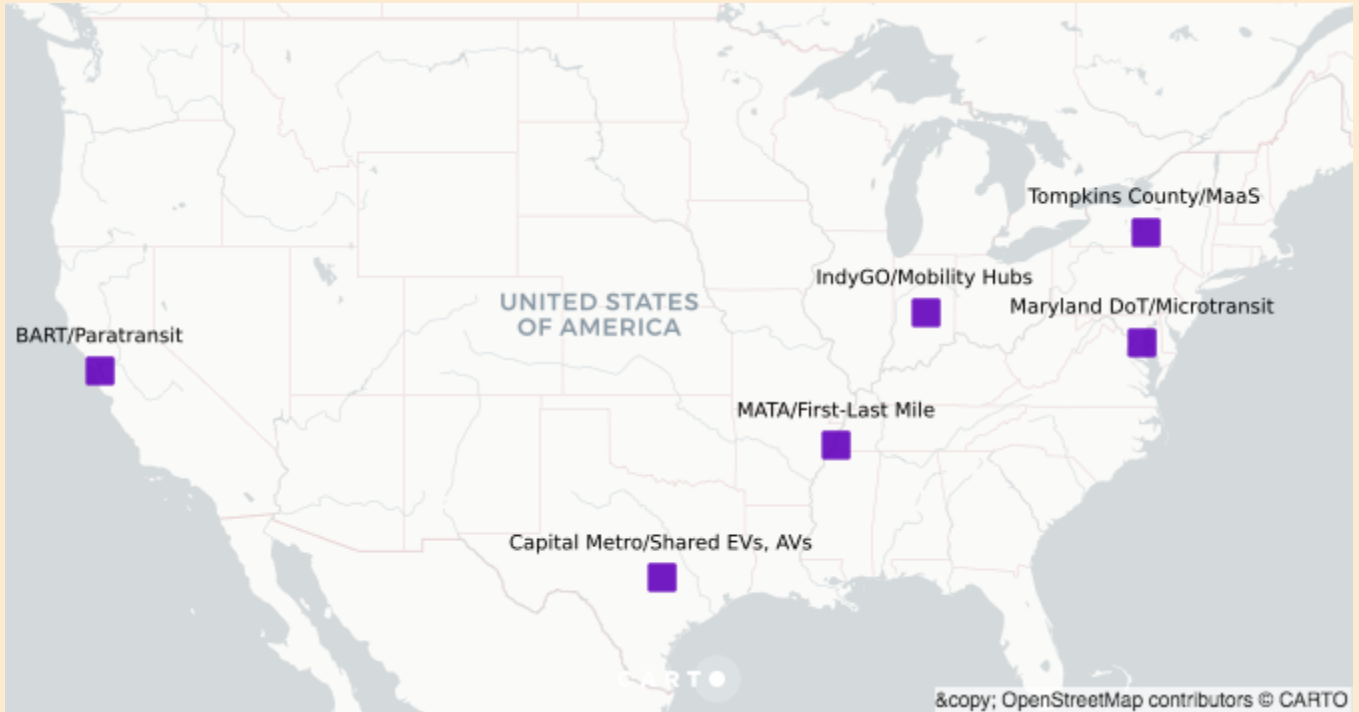 Tompkins County/MaaS
IndyGO/Mobility Hubs
UNITED STATES
OF AMERICA
Maryland DoT/Microtransit
BART/Paratransit
MATA/First-Last Mile
Capital Metro/Shared EVs, AVs
CARTO
&copy; OpenStreetMap contributors © CARTO